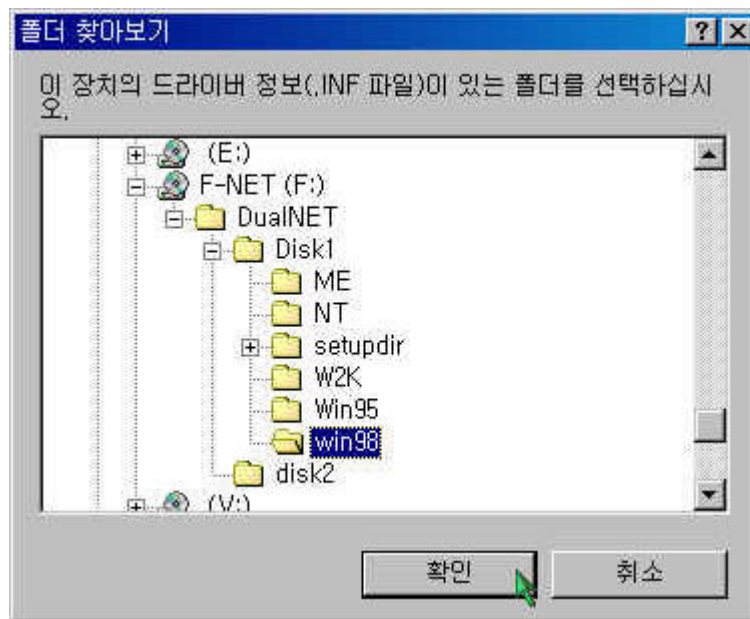 폴더 찾아보기
이 장치의 드라이버 정보(.INF 파일)이 있는 폴더를 선택하십시
오.
(E:)
F-NET (F:)
DualNET
Disk1
ME
NT
setupdir
W2K
Win95
win98
disk2
(V:)
확인 취소